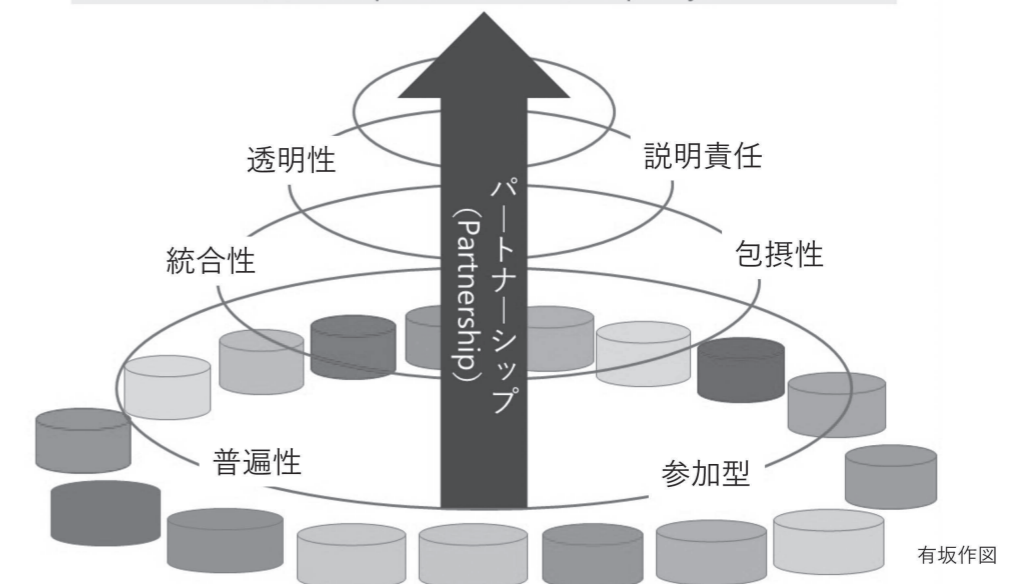 透明性
説明責任
パートナーシップ
(Partnership)
統合性
包摂性
普遍性
参加型
有坂作図